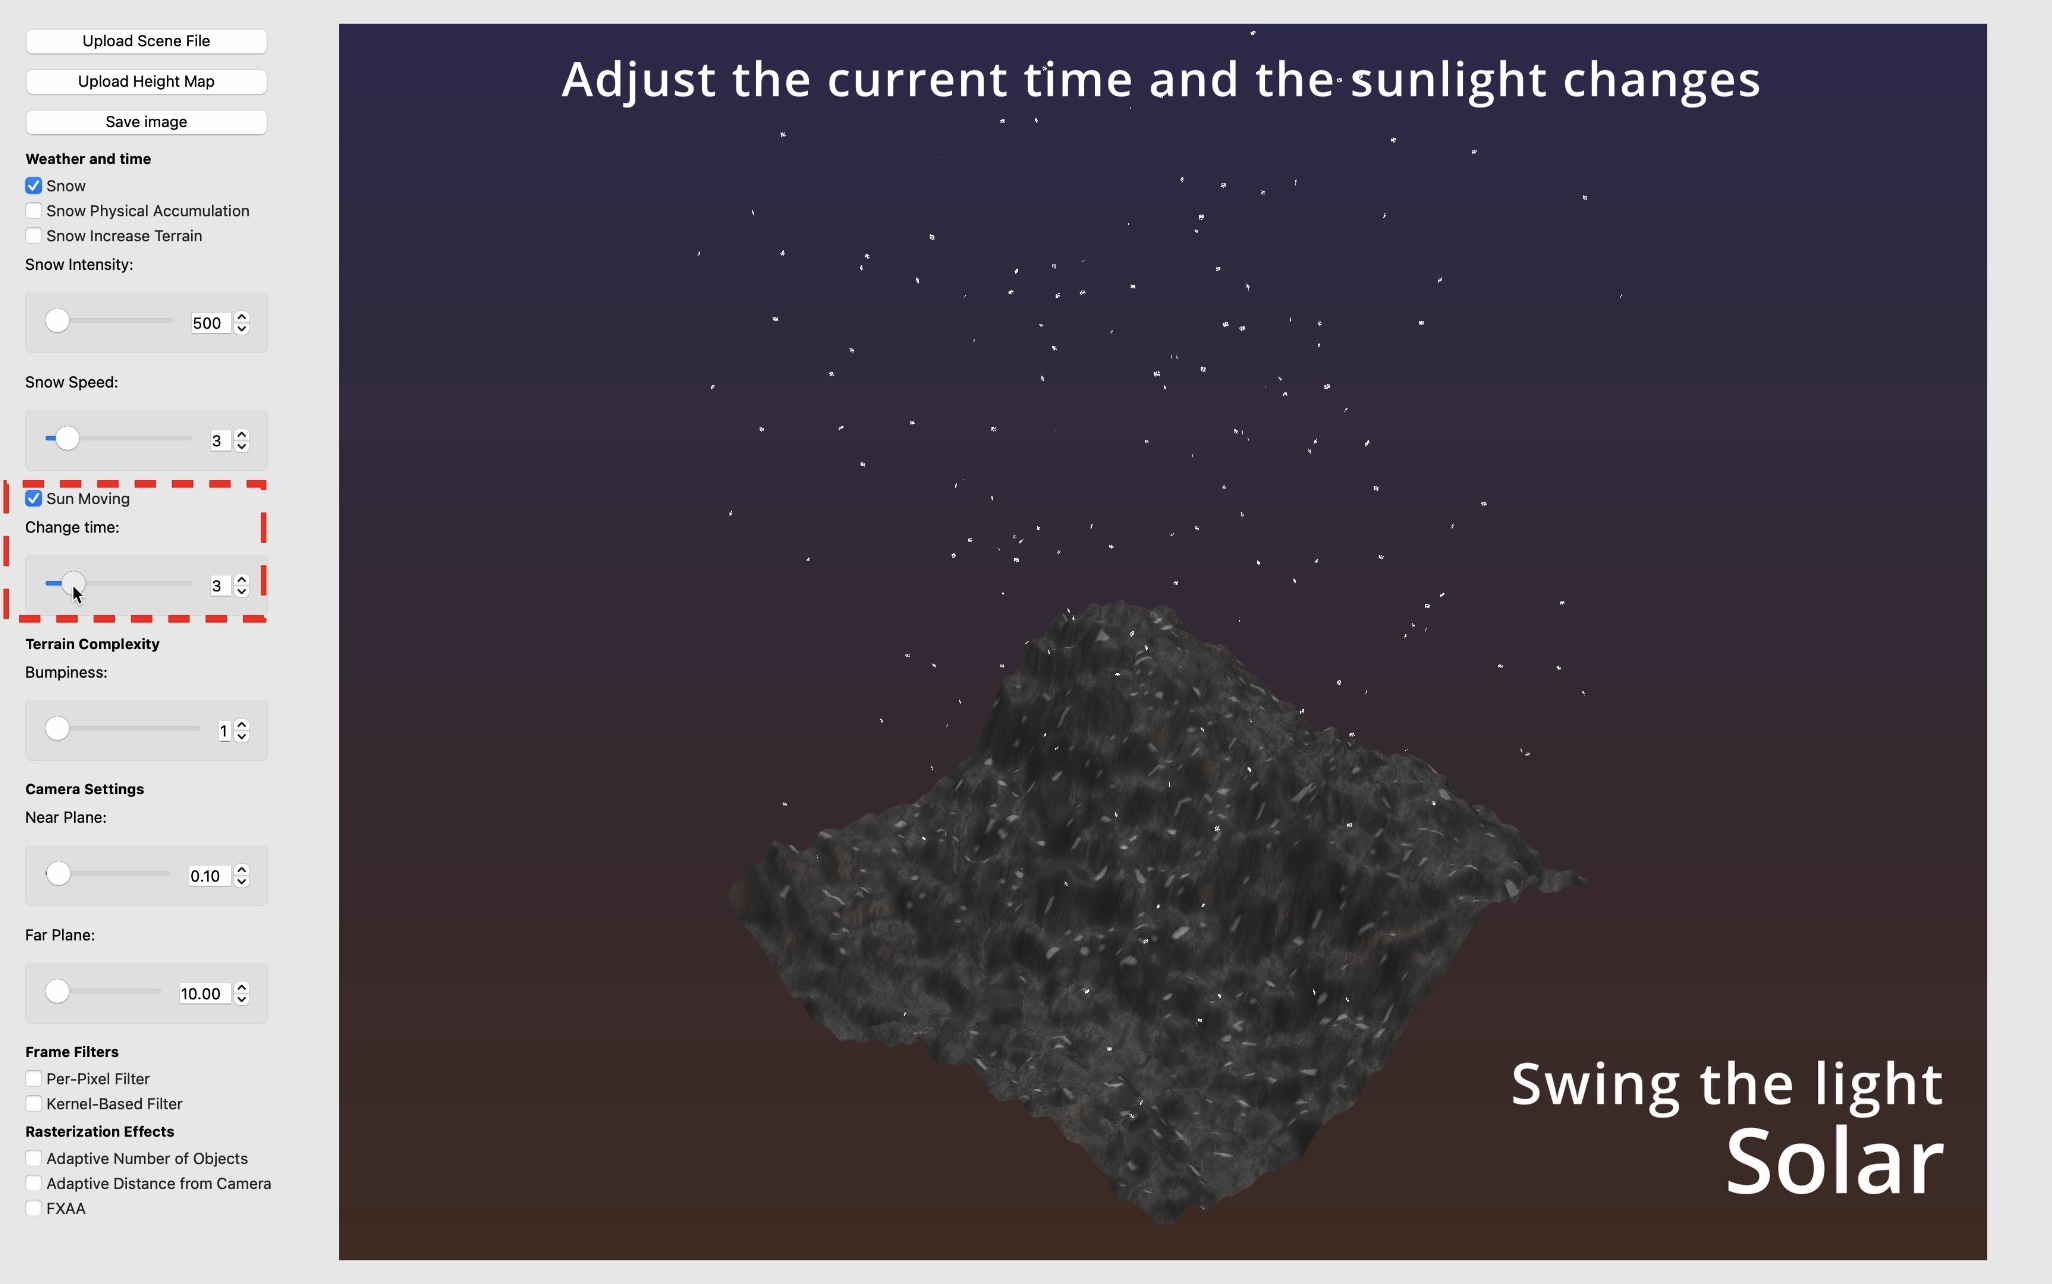 Upload Scene File
Upload Height Map
Save image
Weather and time
Snow
Snow Physical Accumulation
Snow Increase Terrain
Snow Intensity:
500
Snow Speed:
3
Sun Moving
Change time:
3
Terrain Complexity
Bumpiness:
1
Camera Settings
Near Plane:
0.10
Far Plane:
10.00
Frame Filters
Per-Pixel Filter
Kernel-Based Filter
Rasterization Effects
Adaptive Number of Objects
Adaptive Distance from Camera
FXAA
Adjust the current time and the sunlight changes
Swing the light
Solar